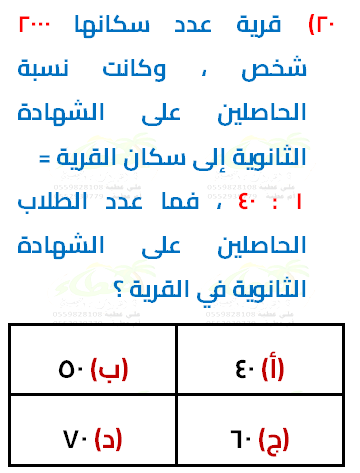 ٢٠) قرية عدد سكانها ٢٠٠٠
شخص ، وكانت نسبة
الحاصلين على الشهادة
الثانوية إلى سكان القرية =
١ : ٤٠ ، فما عدد الطلاب
الحاصلين على الشهادة
الثانوية في القرية ؟
(أ) ٤٠
(ب) ٥٠
(ج) ٦٠
(د) ٧٠